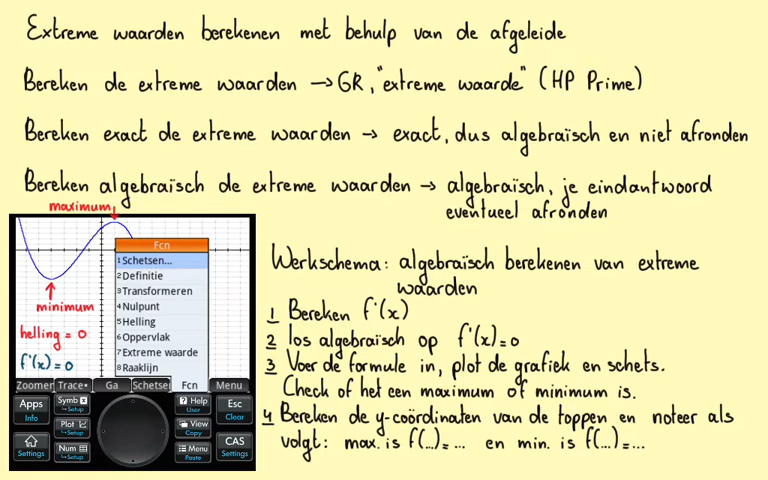 Extreme waarden berekenen met behulp van de afgeleide
Bereken de extreme waarden → GR, "extreme waarde" (HP Prime)
Bereken exact de extreme waarden → exact, dus algebraïsch en niet afronden
Bereken algebraïsch de extreme waarden → algebraïsch, je eindantwoord
eventueel afronden
maximum
minimum
helling = 0
f'(x) = 0
Fcn
1 Schetsen...
2 Definitie
3 Transformeren
4 Nulpunt
5 Helling
6 Oppervlak
7 Extreme waarde
8 Raaklijn
Zoomen Trace• Ga Schetsen Fcn Menu
Apps Info
Symb Setup
Plot Setup
Num Setup
Settings
Help User
View Copy
Menu Paste
Esc Clear
CAS Settings
Werkschema: algebraïsch berekenen van extreme
waarden
1 Bereken f'(x)
2 los algebraïsch op f'(x)=0
3 Voer de formule in, plot de grafiek en schets.
Check of het een maximum of minimum is.
4 Bereken de y-coördinaten van de toppen en noteer als
volgt: max. is f(...)=... en min. is f(...)=...